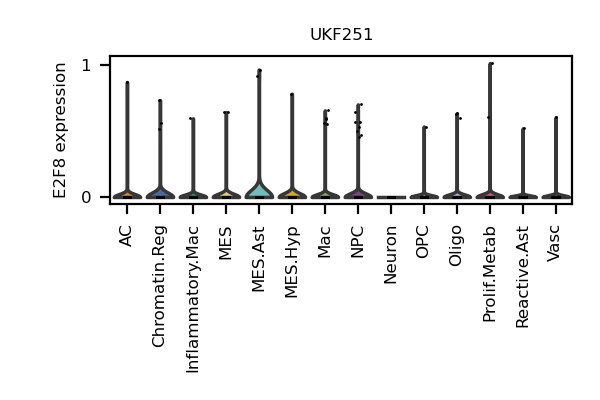 UKF251
E2F8 expression
1
0
AC
Chromatin.Reg
Inflammatory.Mac
MES
MES.Ast
MES.Hyp
Mac
NPC
Neuron
OPC
Oligo
Prolif.Metab
Reactive.Ast
Vasc